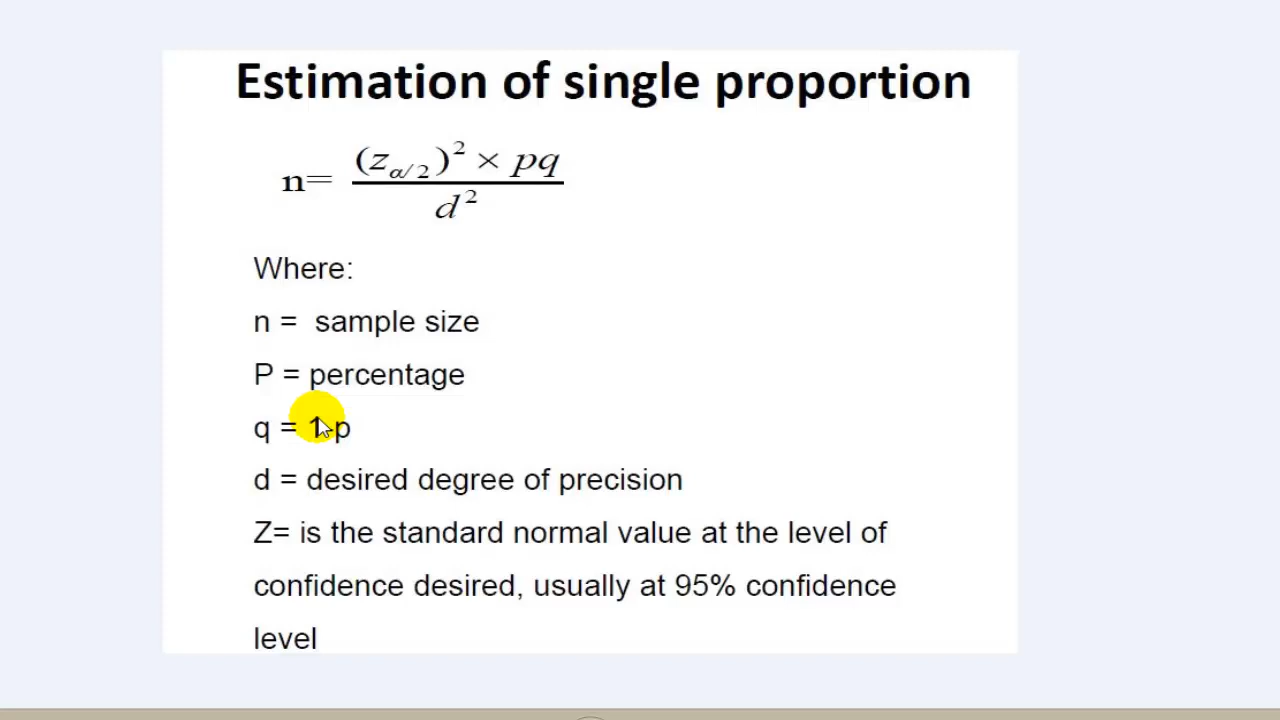 Estimation of single proportion
n= (z α/2 )² × pq
d²
Where:
n = sample size
P = percentage
q = 1-p
d = desired degree of precision
Z= is the standard normal value at the level of
confidence desired, usually at 95% confidence
level